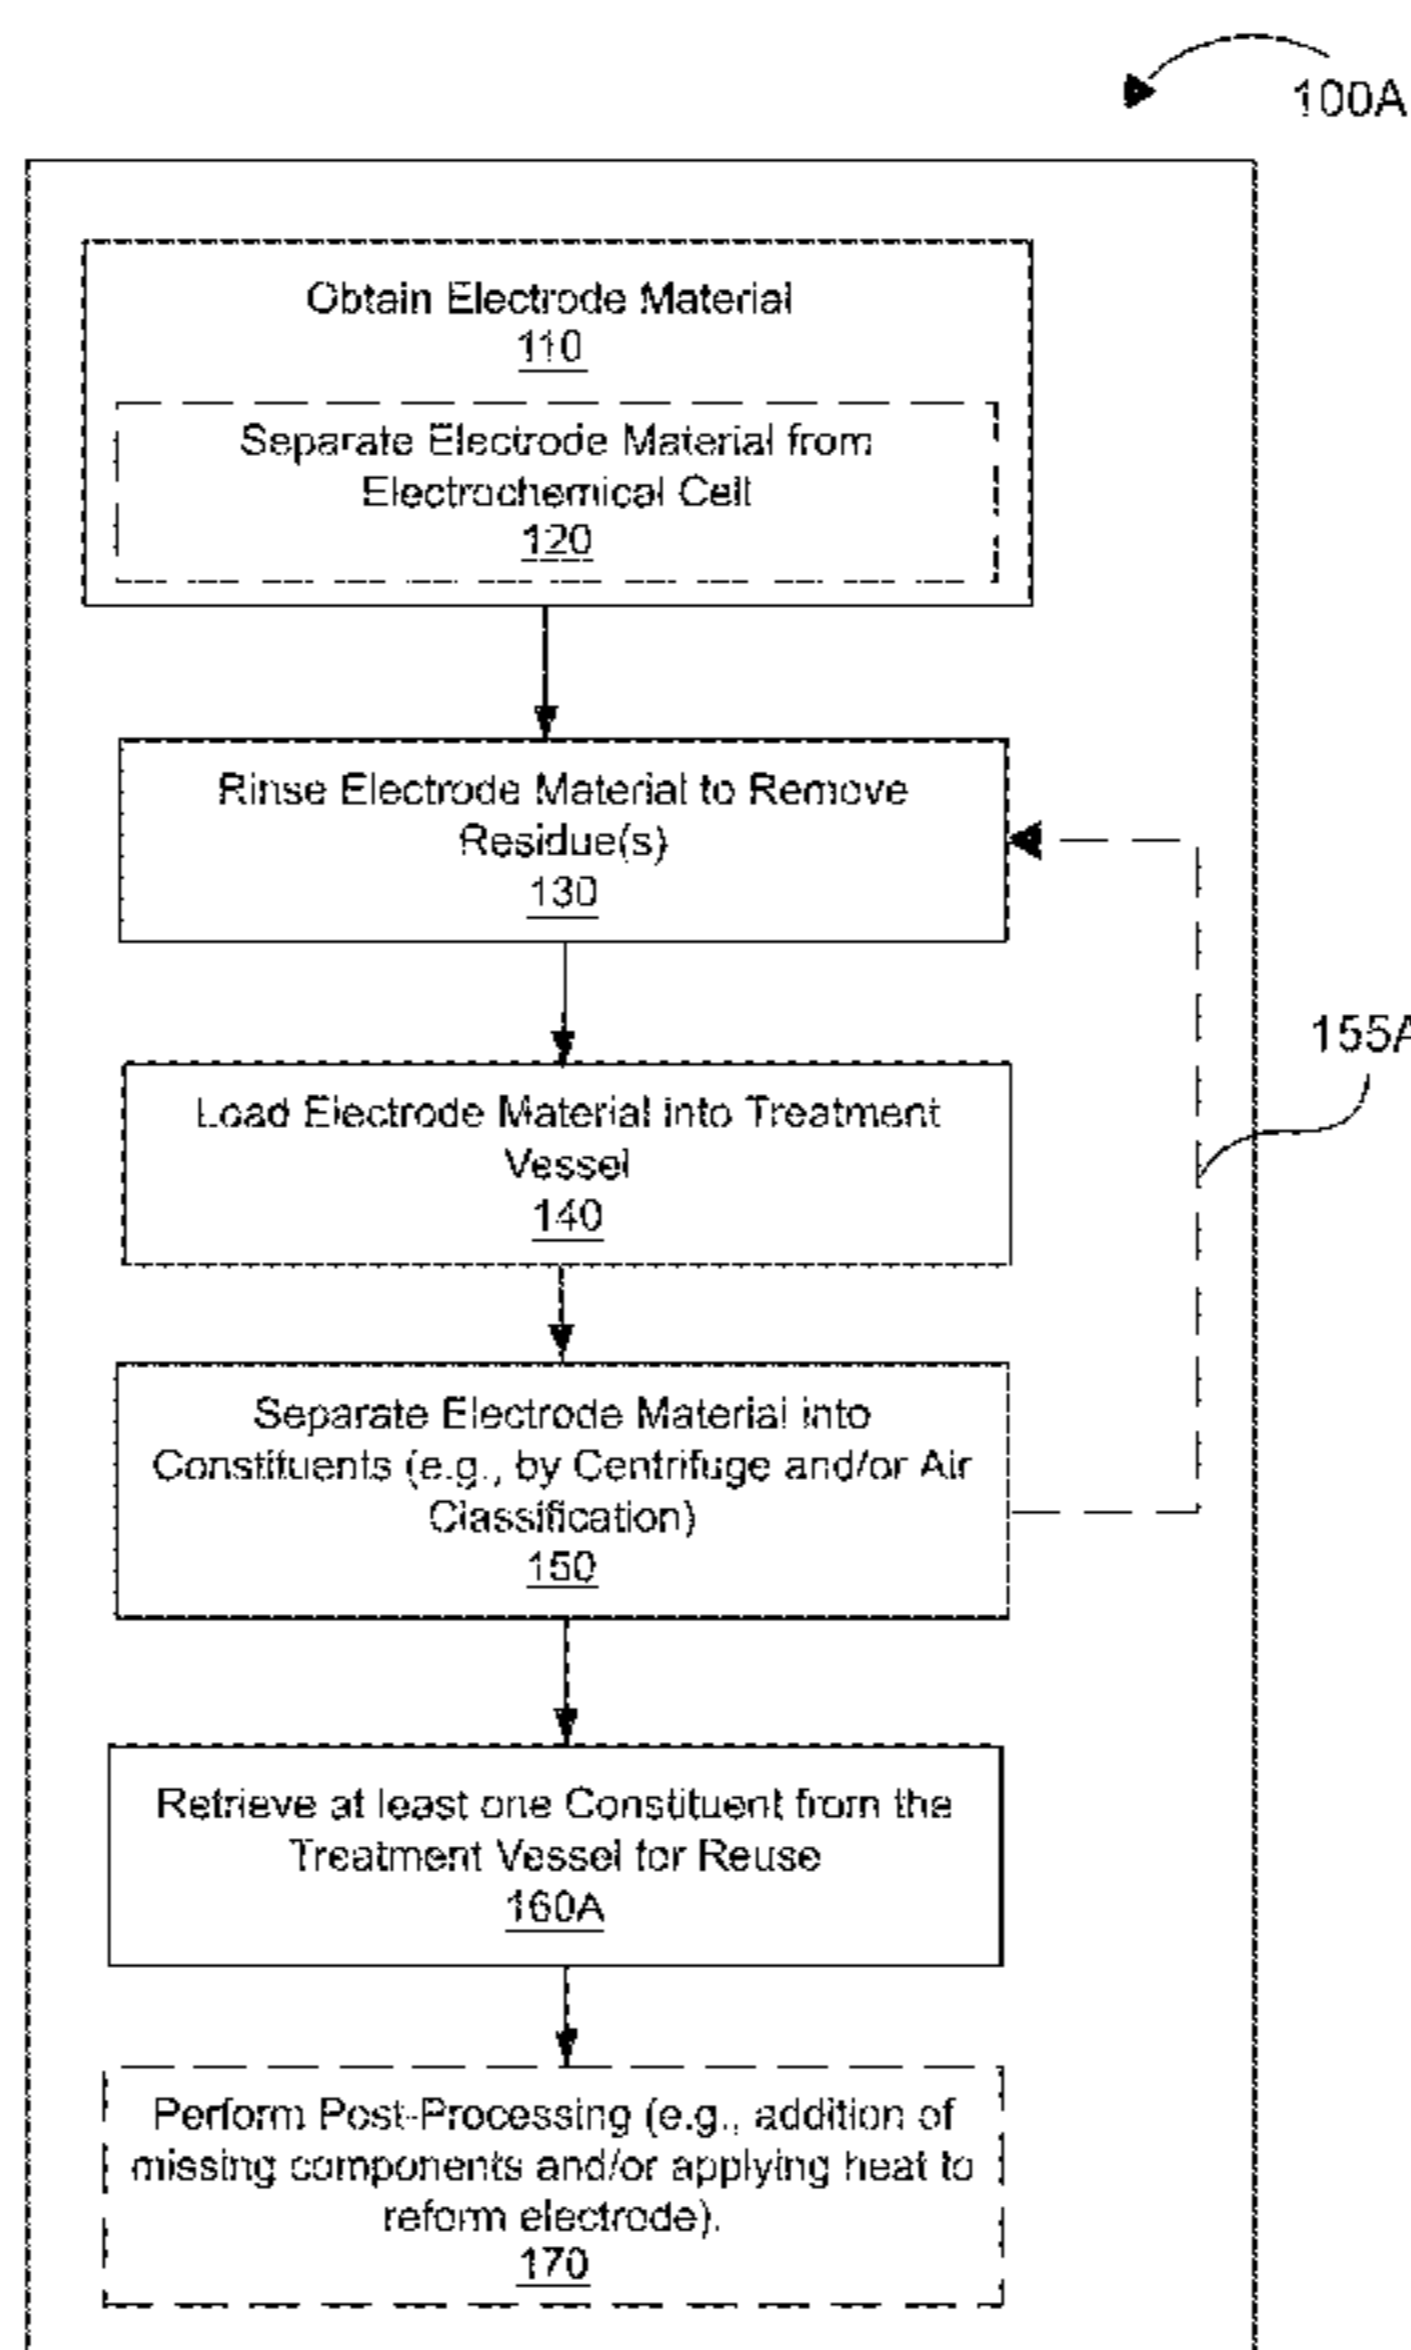 100A
Obtain Electrode Material
110
Separate Electrode Material from
Electrochemical Cell
120
Rinse Electrode Material to Remove
Residue(s)
130
155A
Load Electrode Material into Treatment
Vessel
140
Separate Electrode Material into
Constituents (e.g., by Centrifuge and/or Air
Classification)
150
Retrieve at least one Constituent from the
Treatment Vessel for Reuse
160A
Perform Post-Processing (e.g., addition of
missing components and/or applying heat to
reform electrode).
170